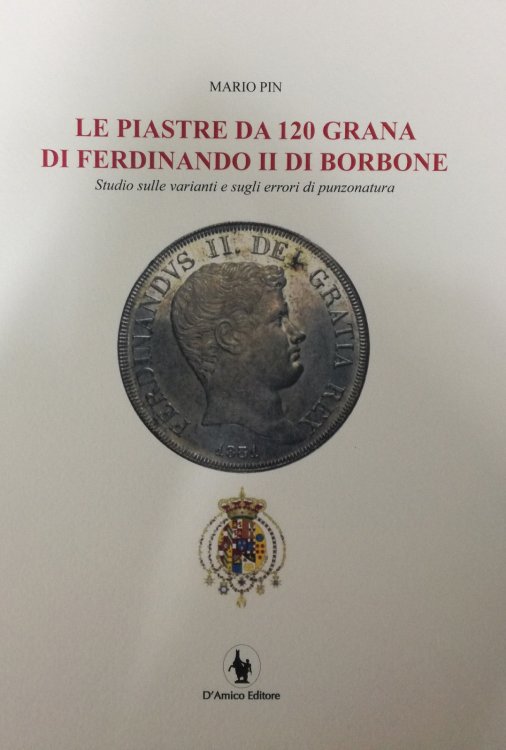 MARIO PIN
LE PIASTRE DA 120 GRANA
DI FERDINANDO II DI BORBONE
Studio sulle varianti e sugli errori di punzonatura
FERDINANDVS II. DEI GRATIA REX
1831
D'Amico Editore